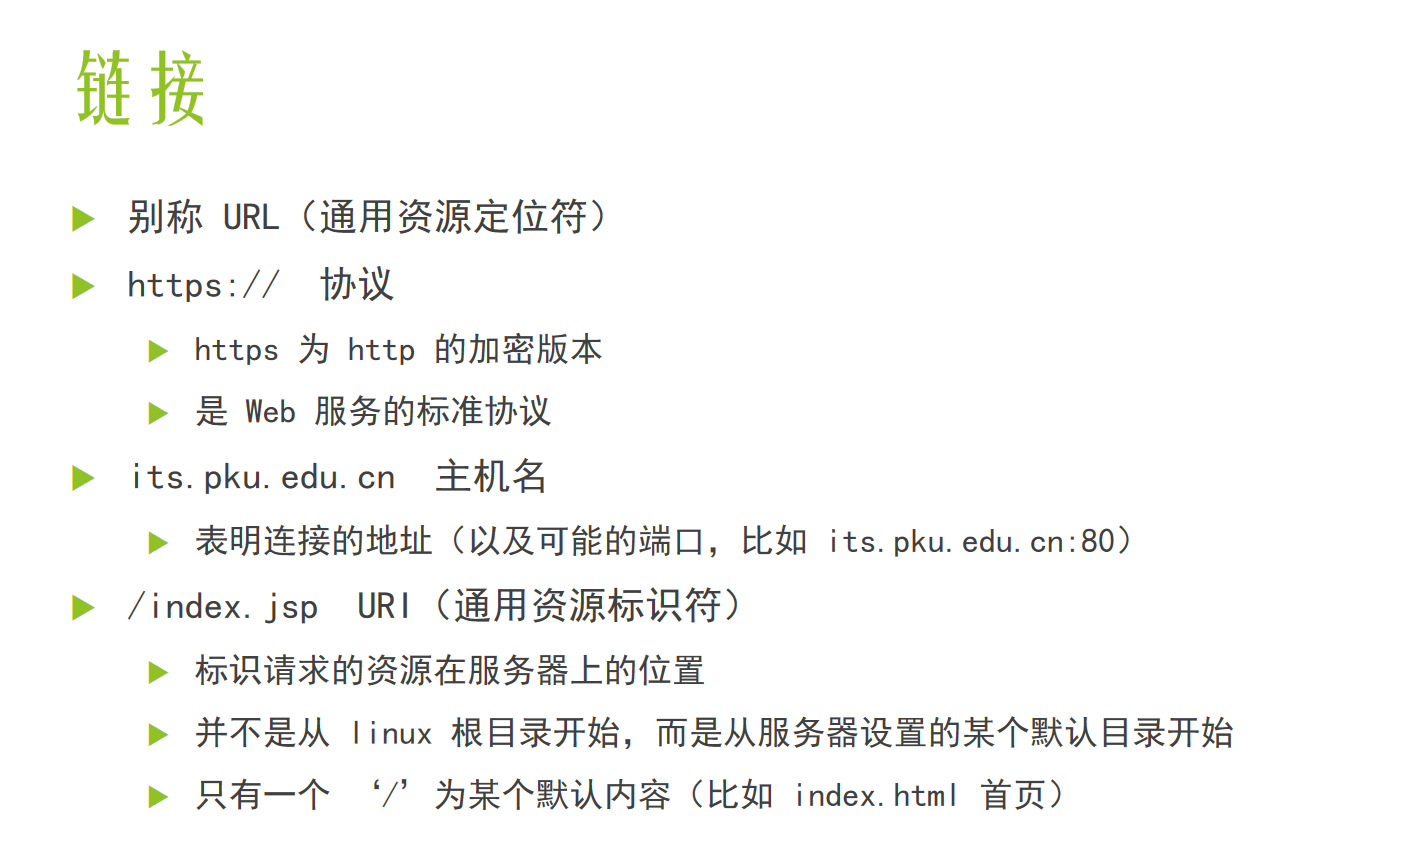 链接
别称 URL（通用资源定位符）
https:// 协议
https 为 http 的加密版本
是 Web 服务的标准协议
its.pku.edu.cn 主机名
表明连接的地址（以及可能的端口，比如 its.pku.edu.cn:80）
/index.jsp URI（通用资源标识符）
标识请求的资源在服务器上的位置
并不是从 linux 根目录开始，而是从服务器设置的某个默认目录开始
只有一个 ‘/’为某个默认内容（比如 index.html 首页）